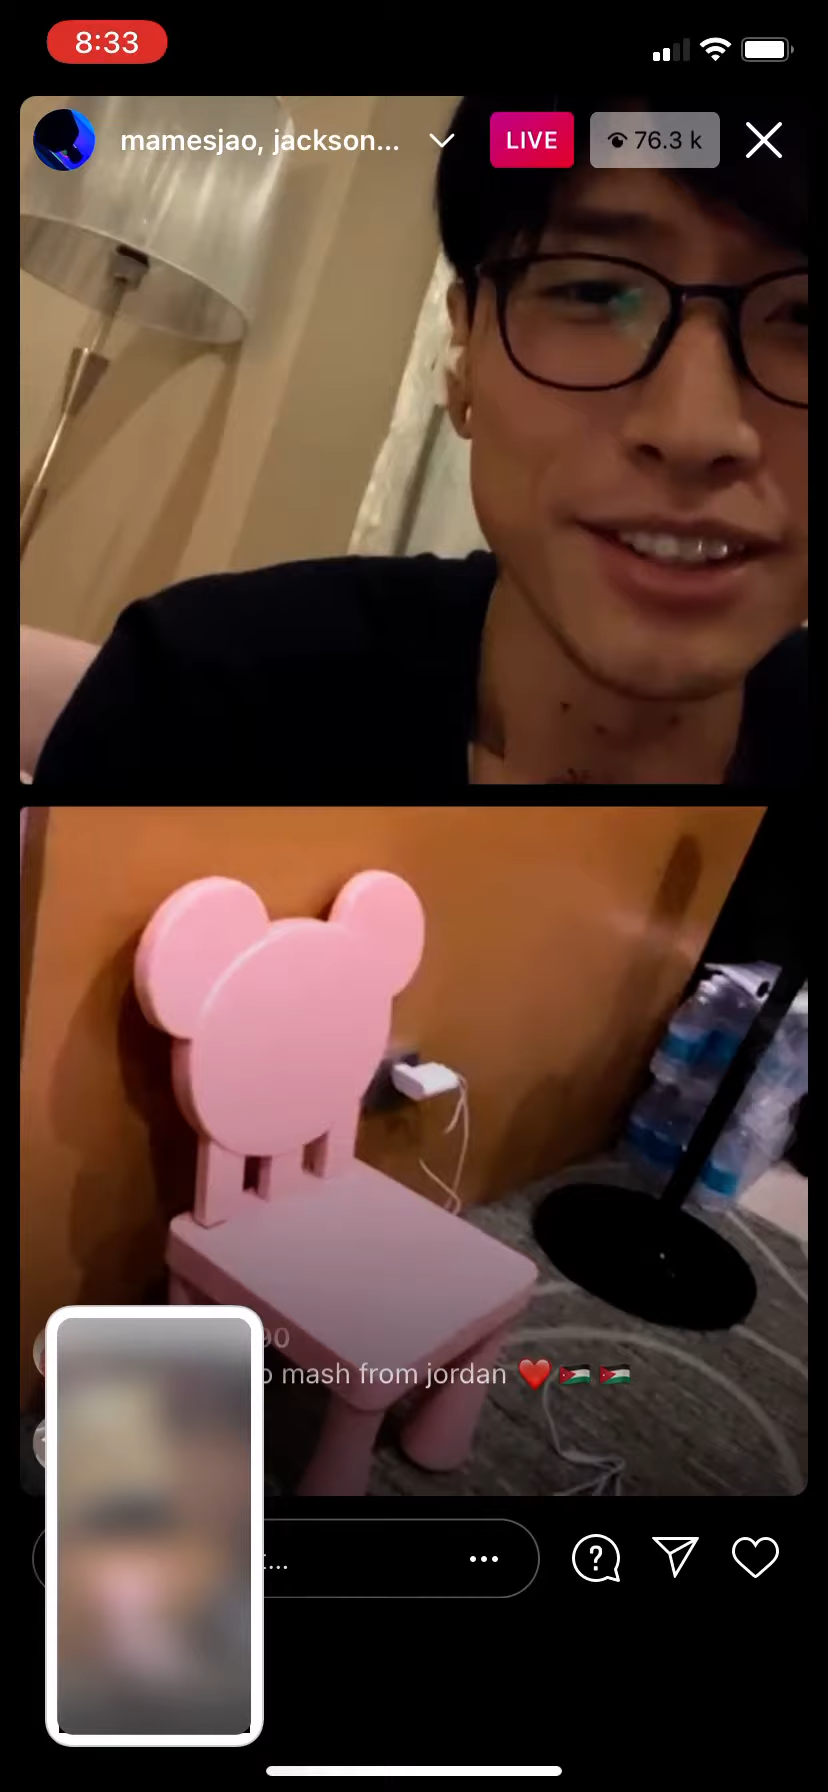 8:33
mamesjao, jackson...
LIVE
76.3 k
mash from jordan ❤️🇯🇴🇯🇴
...